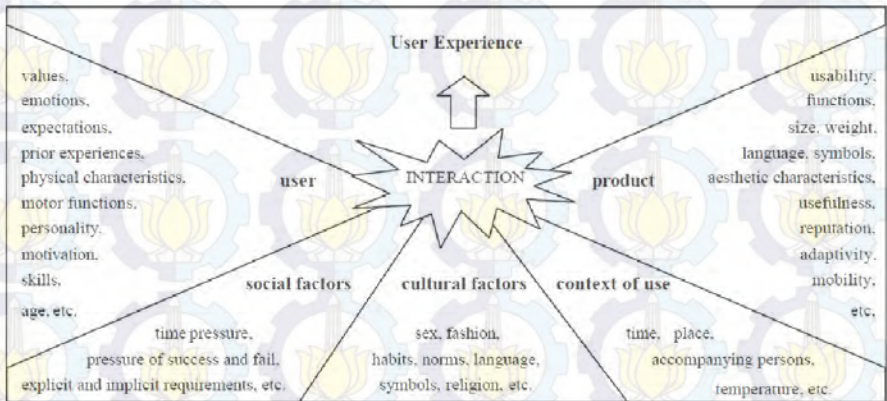 User Experience
values,
emotions,
expectations,
prior experiences,
physical characteristics,
motor functions,
personality,
motivation,
skills,
age, etc.
user
INTERACTION
product
usability,
functions,
size, weight,
language, symbols,
aesthetic characteristics,
usefulness,
reputation,
adaptivity,
mobility,
etc,
social factors
time pressure,
pressure of success and fail,
explicit and implicit requirements, etc.
cultural factors
sex, fashion,
habits, norms, language,
symbols, religion, etc.
context of use
time, place,
accompanying persons,
temperature, etc.